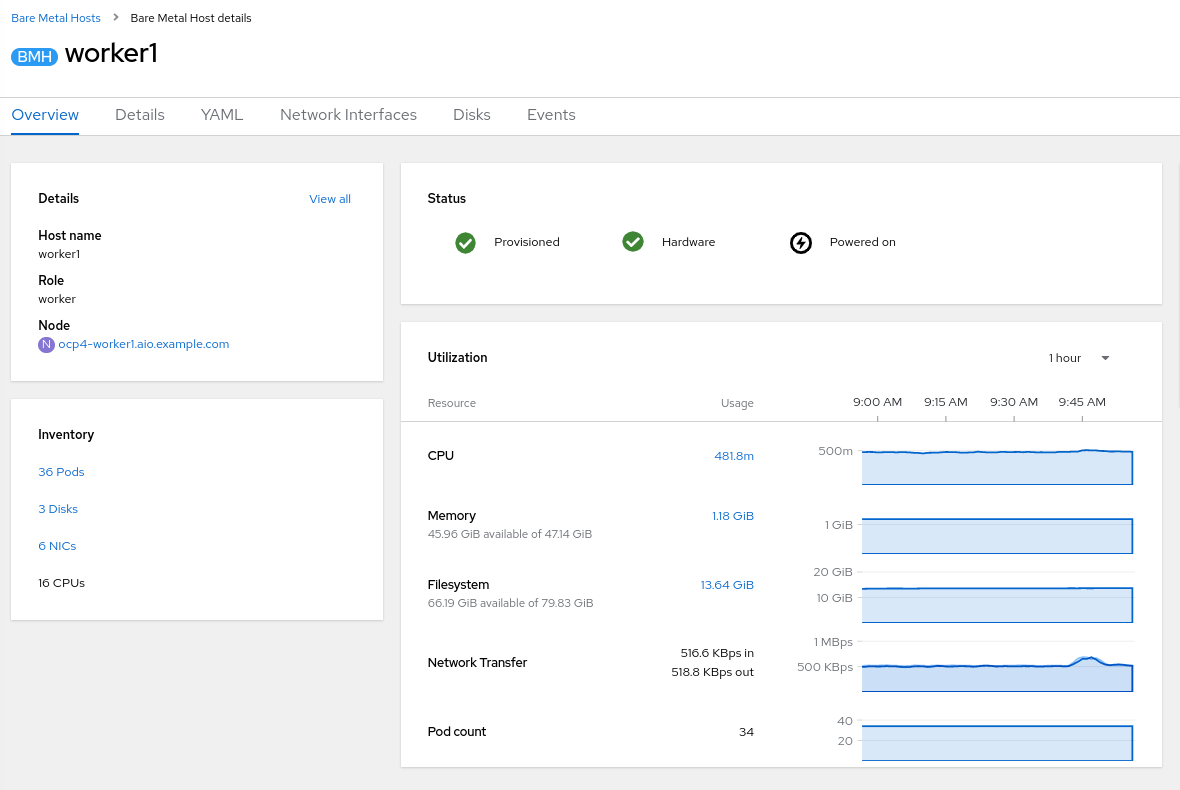 Bare Metal Hosts > Bare Metal Host details
BMH worker1
Overview Details YAML Network Interfaces Disks Events
Details View all
Host name
worker1
Role
worker
Node
N ocp4-worker1.aio.example.com
Inventory
36 Pods
3 Disks
6 NICs
16 CPUs
Status
Provisioned Hardware Powered on
Utilization 1 hour
Resource Usage 9:00 AM 9:15 AM 9:30 AM 9:45 AM
CPU 481.8m 500m
Memory 1.18 GiB
45.96 GiB available of 47.14 GiB 1 GiB
20 GiB
Filesystem 13.64 GiB
66.19 GiB available of 79.83 GiB 10 GiB
1 MBps
516.6 KBps in
Network Transfer 500 KBps
518.8 KBps out
40
Pod count 34
20